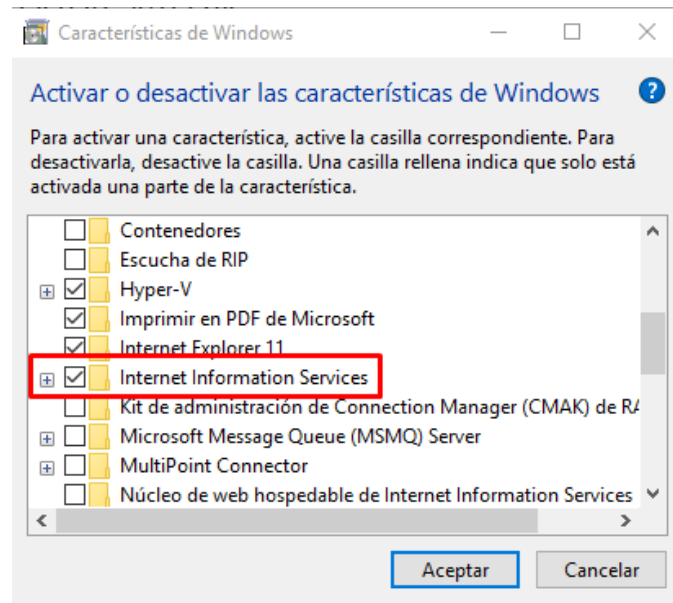 Características de Windows
Activar o desactivar las características de Windows
?
Para activar una característica, active la casilla correspondiente. Para
desactivarla, desactive la casilla. Una casilla rellena indica que solo está
activada una parte de la característica.
Contenedores
Escucha de RIP
Hyper-V
Imprimir en PDF de Microsoft
Internet Explorer 11
Internet Information Services
Kit de administración de Connection Manager (CMAK) de
Microsoft Message Queue (MSMQ) Server
MultiPoint Connector
Núcleo de web hospedable de Internet Information Services
Aceptar
Cancelar